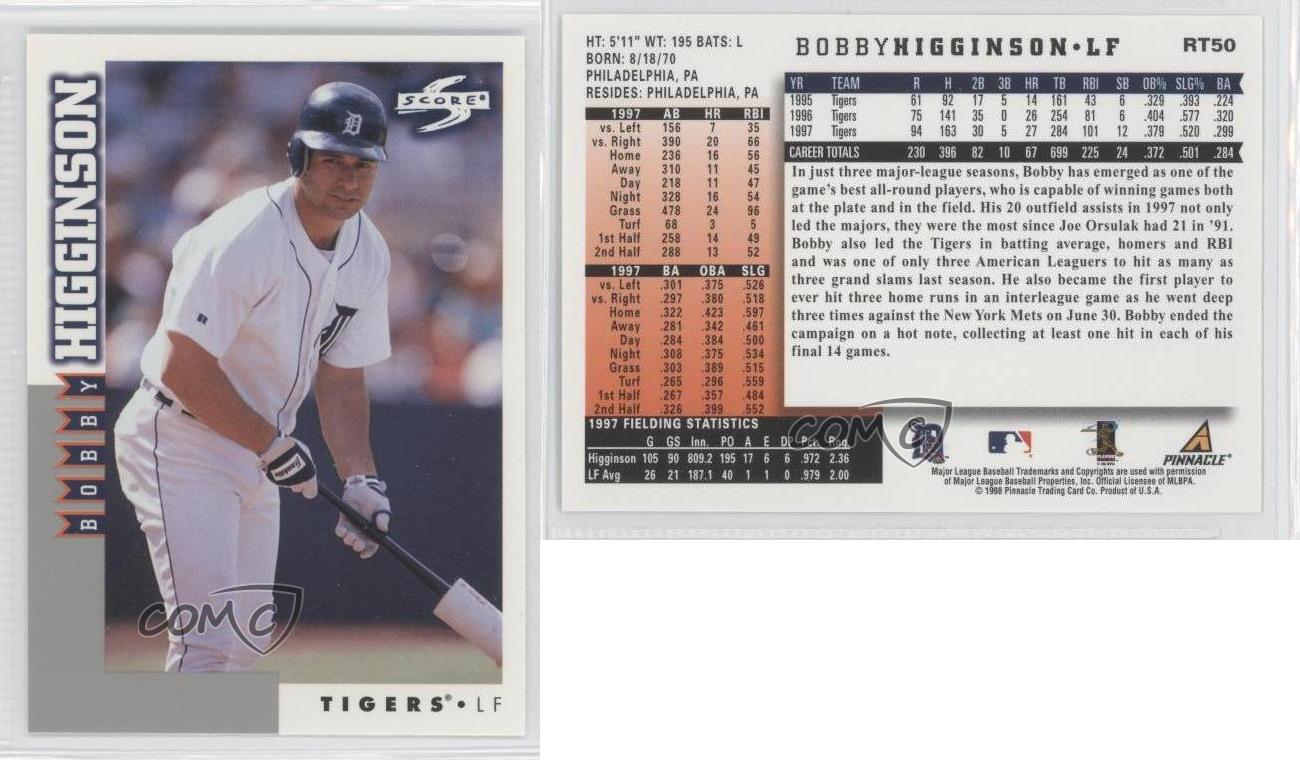 BOBBY HIGGINSON
SCORE®
D
R
Franklin
TIGERS® • LF
COMC
HT: 5'11" WT: 195 BATS: L
BORN: 8/18/70
PHILADELPHIA, PA
RESIDES: PHILADELPHIA, PA
1997 AB HR RBI
vs. Left 156 7 35
vs. Right 390 20 66
Home 236 16 56
Away 310 11 45
Day 218 11 47
Night 328 16 54
Grass 478 24 96
Turf 68 3 5
1st Half 258 14 49
2nd Half 288 13 52
1997 BA OBA SLG
vs. Left .301 .375 .526
vs. Right .297 .380 .518
Home .322 .423 .597
Away .281 .342 .461
Day .284 .384 .500
Night .308 .375 .534
Grass .303 .389 .515
Turf .265 .296 .559
1st Half .267 .357 .484
2nd Half .326 .399 .552
1997 FIELDING STATISTICS
G GS Inn. PO A E DP Pct. Rng.
Higginson 105 90 809.2 195 17 6 6 .972 2.36
LF Avg 26 21 187.1 40 1 1 0 .979 2.00
BOBBY HIGGINSON • LF
RT50
YR TEAM R H 2B 3B HR TB RBI SB OB% SLG% BA
1995 Tigers 61 92 17 5 14 161 43 6 .329 .393 .224
1996 Tigers 75 141 35 0 26 254 81 6 .404 .577 .320
1997 Tigers 94 163 30 5 27 284 101 12 .379 .520 .299
CAREER TOTALS 230 396 82 10 67 699 225 24 .372 .501 .284
In just three major-league seasons, Bobby has emerged as one of the
game's best all-round players, who is capable of winning games both
at the plate and in the field. His 20 outfield assists in 1997 not only
led the majors, they were the most since Joe Orsulak had 21 in '91.
Bobby also led the Tigers in batting average, homers and RBI
and was one of only three American Leaguers to hit as many as
three grand slams last season. He also became the first player to
ever hit three home runs in an interleague game as he went deep
three times against the New York Mets on June 30. Bobby ended the
campaign on a hot note, collecting at least one hit in each of his
final 14 games.
COMC
PINNACLE®
Major League Baseball Trademarks and Copyrights are used with permission
of Major League Baseball Properties, Inc. Official Licensee of MLBPA.
© 1998 Pinnacle Trading Card Co. Product of U.S.A.